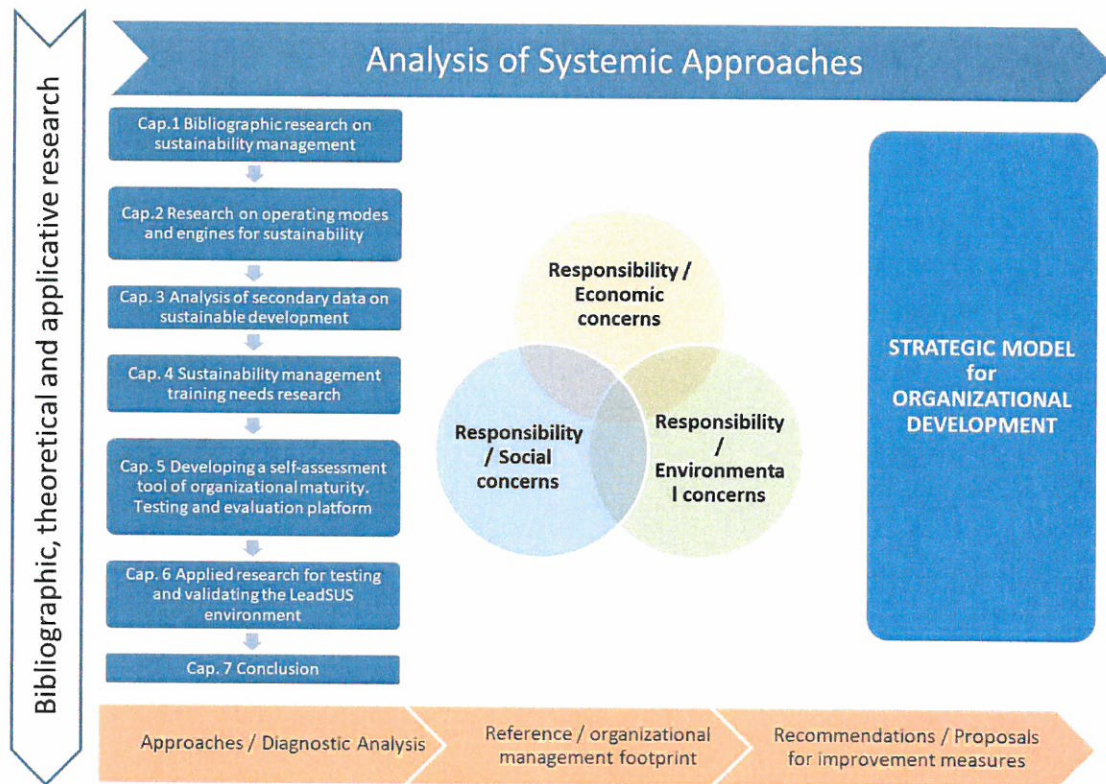 Analysis of Systemic Approaches
Bibliographic, theoretical and applicative research
Cap.1 Bibliographic research on
sustainability management
Cap.2 Research on operating modes
and engines for sustainability
Cap. 3 Analysis of secondary data on
sustainable development
Cap. 4 Sustainability management
training needs research
Cap. 5 Developing a self-assessment
tool of organizational maturity.
Testing and evaluation platform
Cap. 6 Applied research for testing
and validating the LeadSUS
environment
Cap. 7 Conclusion
Responsibility /
Economic
concerns
Responsibility
/ Social
concerns
Responsibility
/
Environmenta
l concerns
STRATEGIC MODEL
for
ORGANIZATIONAL
DEVELOPMENT
Approaches / Diagnostic Analysis
Reference / organizational
management footprint
Recommendations / Proposals
for improvement measures